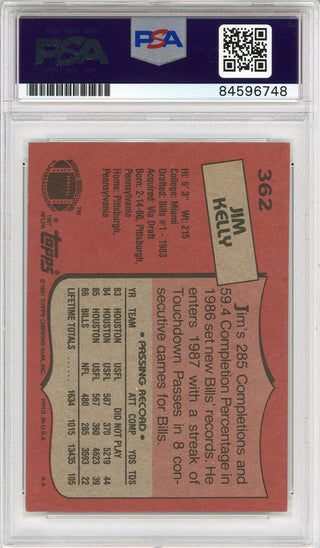 PSA
PSA
84596748
362
JIM
KELLY
Ht: 6' 3" Wt: 215
College: Miami
Drafted: Bills #1 - 1983
Acquired: Via Draft
Born: 2-14-60, Pittsburgh,
Pennsylvania
Home: Pittsburgh,
Pennsylvania
Jim's 285 Completions and
59.4 Completion Percentage in
1986 set new Bills records. He
enters 1987 with a streak of
Touchdown Passes in 8 con-
secutive games for Bills.
• PASSING RECORD •
YR TEAM ATT COMP YDS TDS
83 HOUSTON USFL DID NOT PLAY
84 HOUSTON USFL 587 370 5219 44
85 HOUSTON USFL 567 360 4623 39
86 BILLS NFL 480 285 3593 22
LIFETIME TOTALS 1634 1015 13435 105
TM
topps
© 1987 TOPPS CHEWING GUM, INC.
PRTD. IN U.S.A.